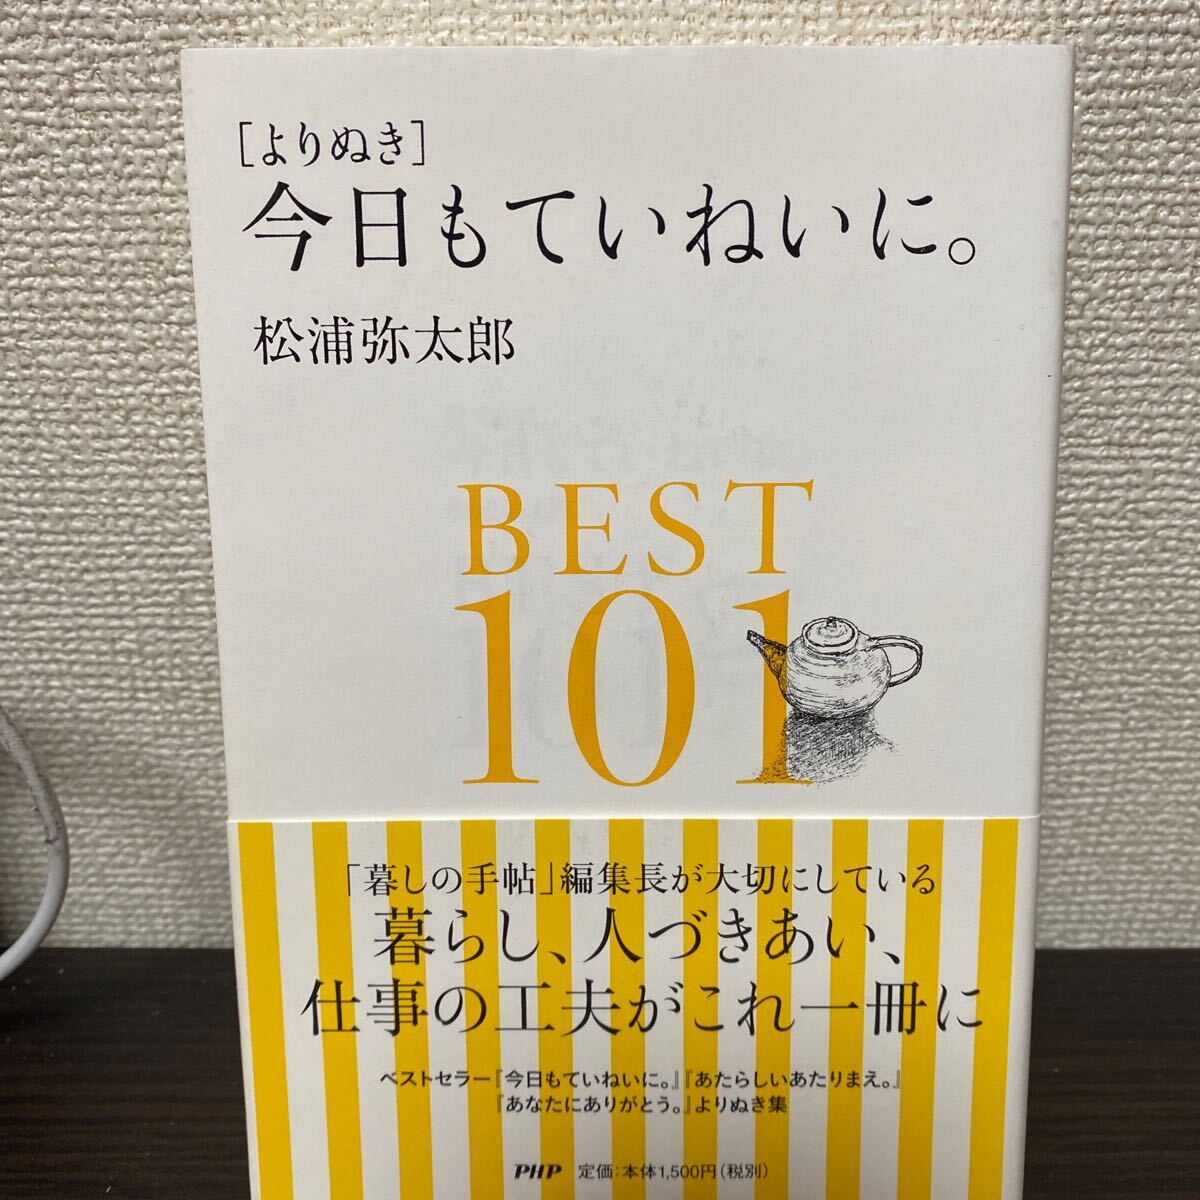 ［よりぬき］
今日もていねいに。
松浦弥太郎
BEST
101
「暮しの手帖」編集長が大切にしている
暮らし、人づきあい、
仕事の工夫がこれ一冊に
ベストセラー『今日もていねいに。』『あたらしいあたりまえ。』
『あなたにありがとう。』よりぬき集
PHP 定価：本体1,500円（税別）